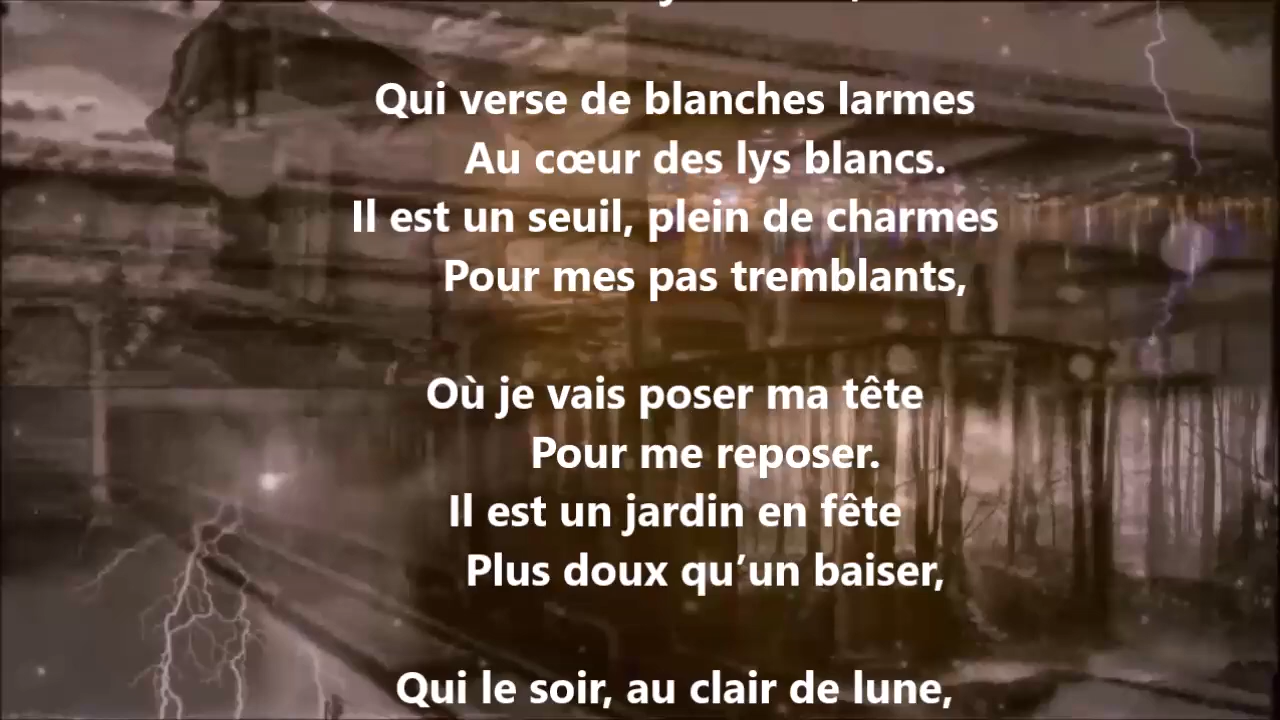 Qui verse de blanches larmes
Au cœur des lys blancs.
Il est un seuil, plein de charmes
Pour mes pas tremblants,
Où je vais poser ma tête
Pour me reposer.
Il est un jardin en fête
Plus doux qu’un baiser,
Qui le soir, au clair de lune,